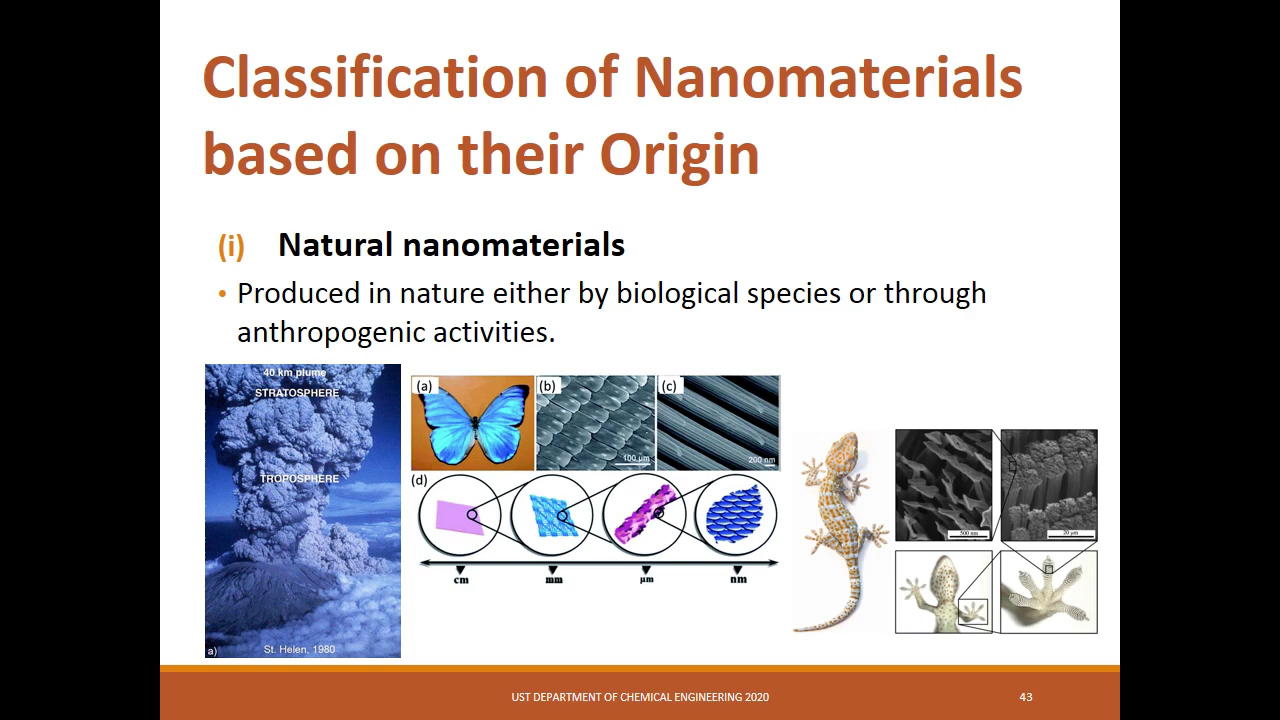 Classification of Nanomaterials
based on their Origin
(i) Natural nanomaterials
• Produced in nature either by biological species or through
anthropogenic activities.
40 km plume
STRATOSPHERE
TROPOSPHERE
a) St. Helen, 1980
(a) (b) (c)
100 μm 200 nm
(d)
cm mm μm nm
500 nm 20 μm
UST DEPARTMENT OF CHEMICAL ENGINEERING 2020 43